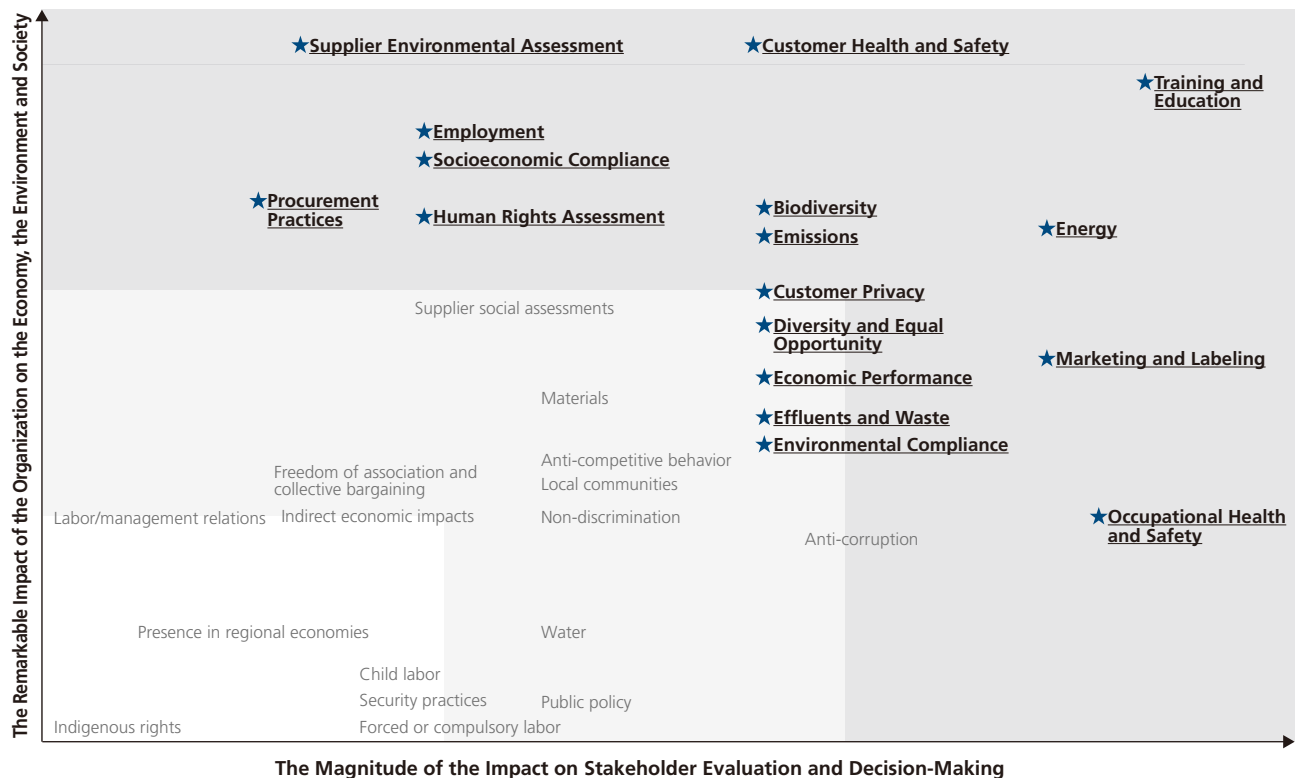 The Remarkable Impact of the Organization on the Economy, the Environment and Society
★Supplier Environmental Assessment
★Customer Health and Safety
★Training and
Education
★Employment
★Socioeconomic Compliance
★Procurement
Practices
★Human Rights Assessment
★Biodiversity
★Emissions
★Energy
★Customer Privacy
Supplier social assessments
★Diversity and Equal
Opportunity
★Marketing and Labeling
★Economic Performance
Materials
★Effluents and Waste
★Environmental Compliance
Anti-competitive behavior
Freedom of association and
collective bargaining
Local communities
Labor/management relations
Indirect economic impacts
Non-discrimination
★Occupational Health
and Safety
Anti-corruption
Presence in regional economies
Water
Child labor
Security practices
Public policy
Indigenous rights
Forced or compulsory labor
The Magnitude of the Impact on Stakeholder Evaluation and Decision-Making